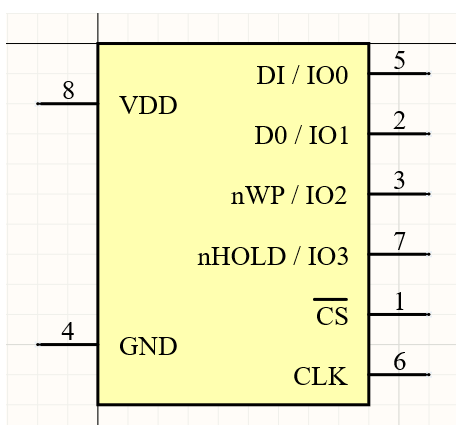 DI / IO0 5
8 VDD
D0 / IO1 2
nWP / IO2 3
nHOLD / IO3 7
C̅S̅ 1
4 GND
CLK 6